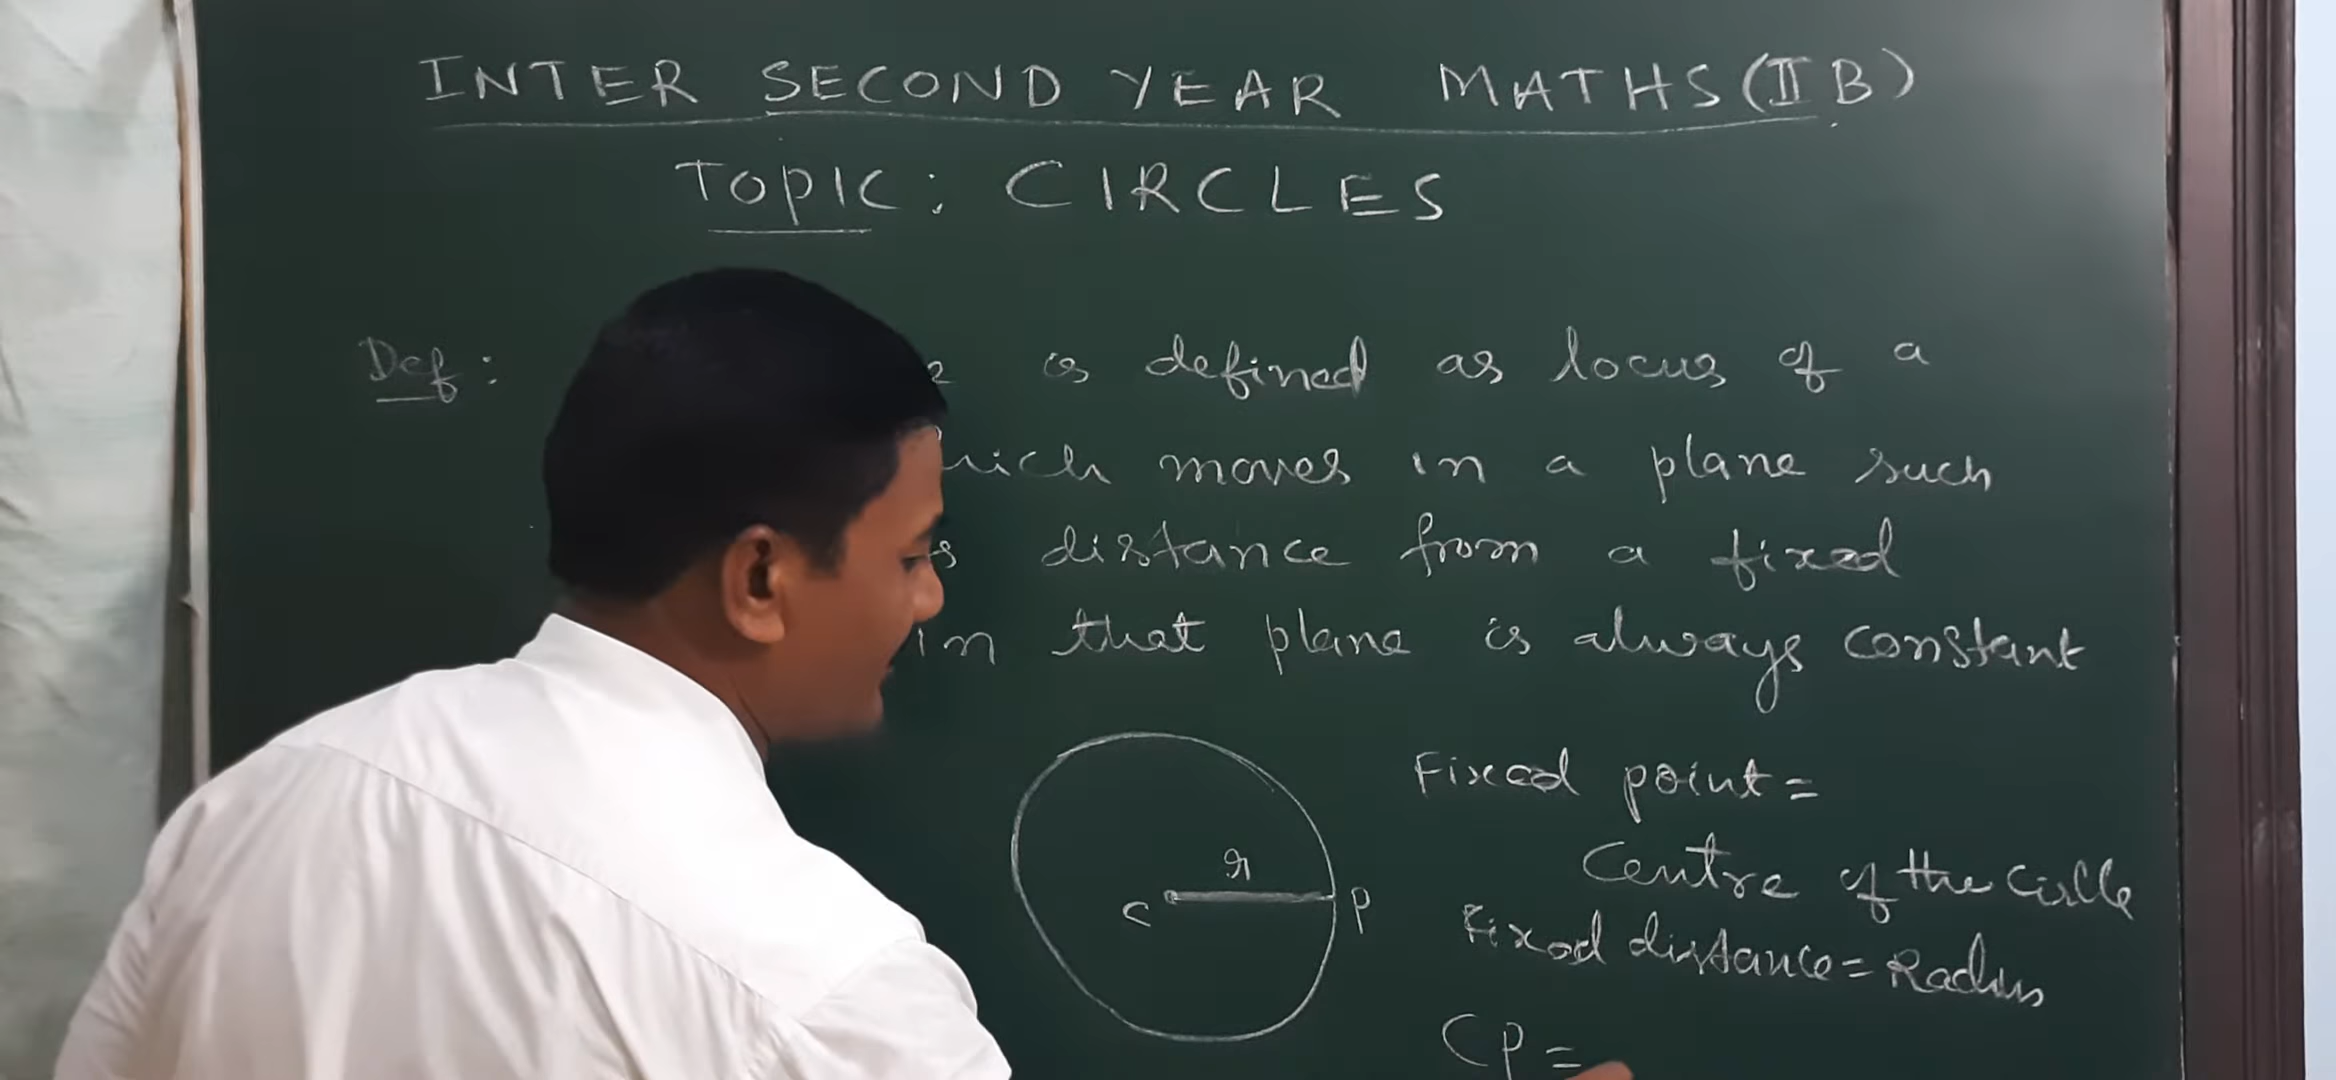 INTER SECOND YEAR MATHS (II B)
TOPIC: CIRCLES
Def: is defined as locus of a
moves in a plane such
distance from a fixed
in that plane is always constant
Fixed point =
Centre of the Circle
r
C P
Fixed distance = Radius
CP =